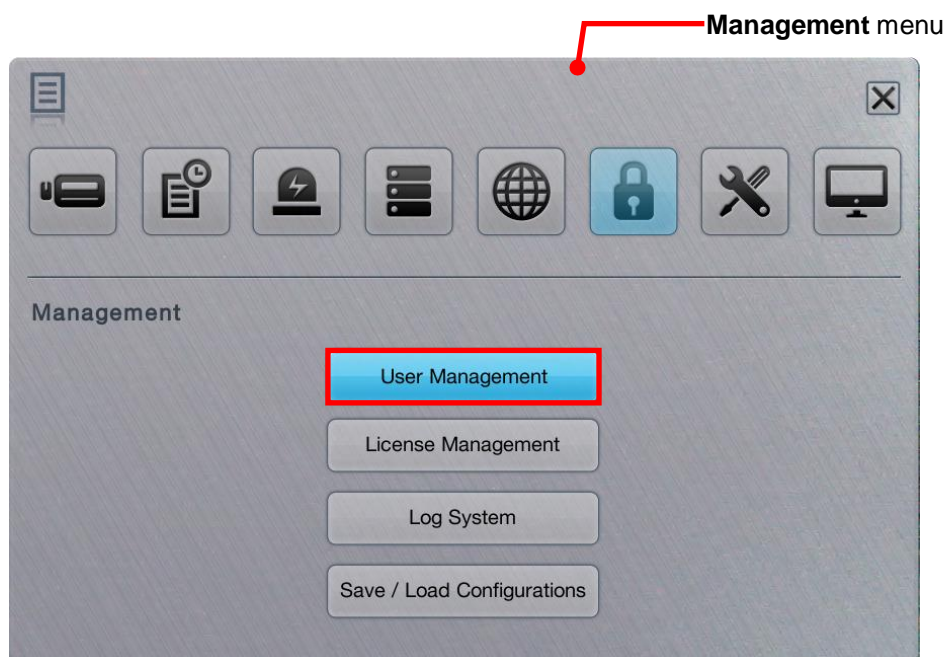 Management menu
Management
User Management
License Management
Log System
Save / Load Configurations